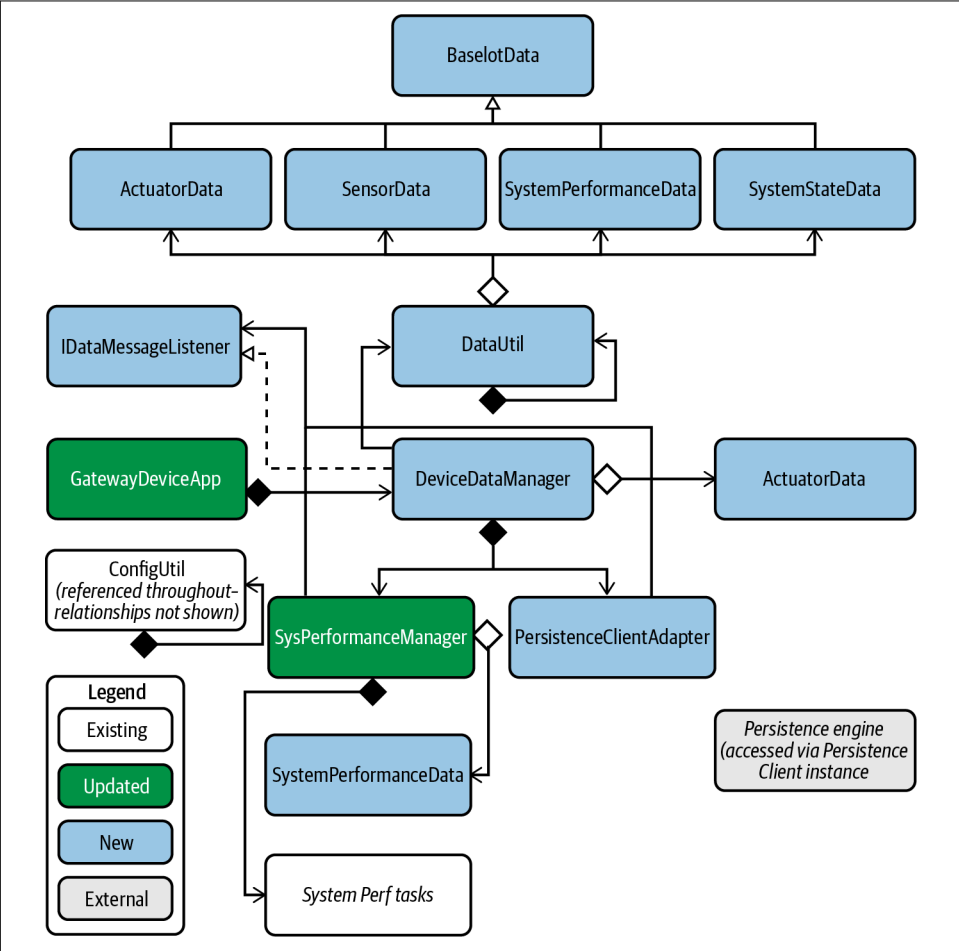 BaseIotData
ActuatorData
SensorData
SystemPerformanceData
SystemStateData
IDataMessageListener
DataUtil
GatewayDeviceApp
DeviceDataManager
ActuatorData
ConfigUtil
(referenced throughout–
relationships not shown)
SysPerformanceManager
PersistenceClientAdapter
Legend
Existing
Updated
New
External
SystemPerformanceData
Persistence engine
(accessed via Persistence
Client instance
System Perf tasks